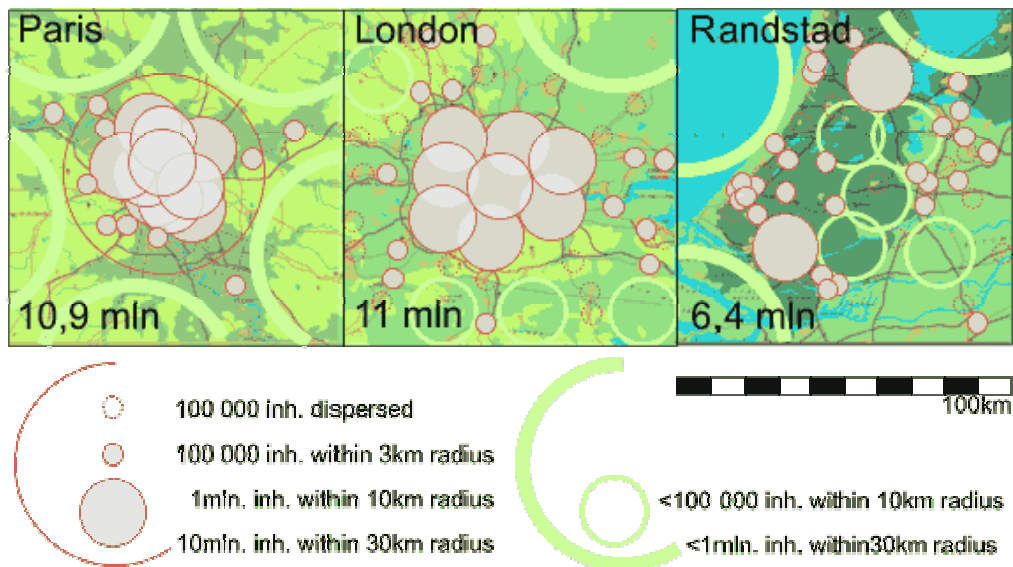 Paris
London
Randstad
10,9 mln
11 mln
6,4 mln
100km
100 000 inh. dispersed
100 000 inh. within 3km radius
1mln. inh. within 10km radius
10mln. inh. within 30km radius
<100 000 inh. within 10km radius
<1mln. inh. within30km radius